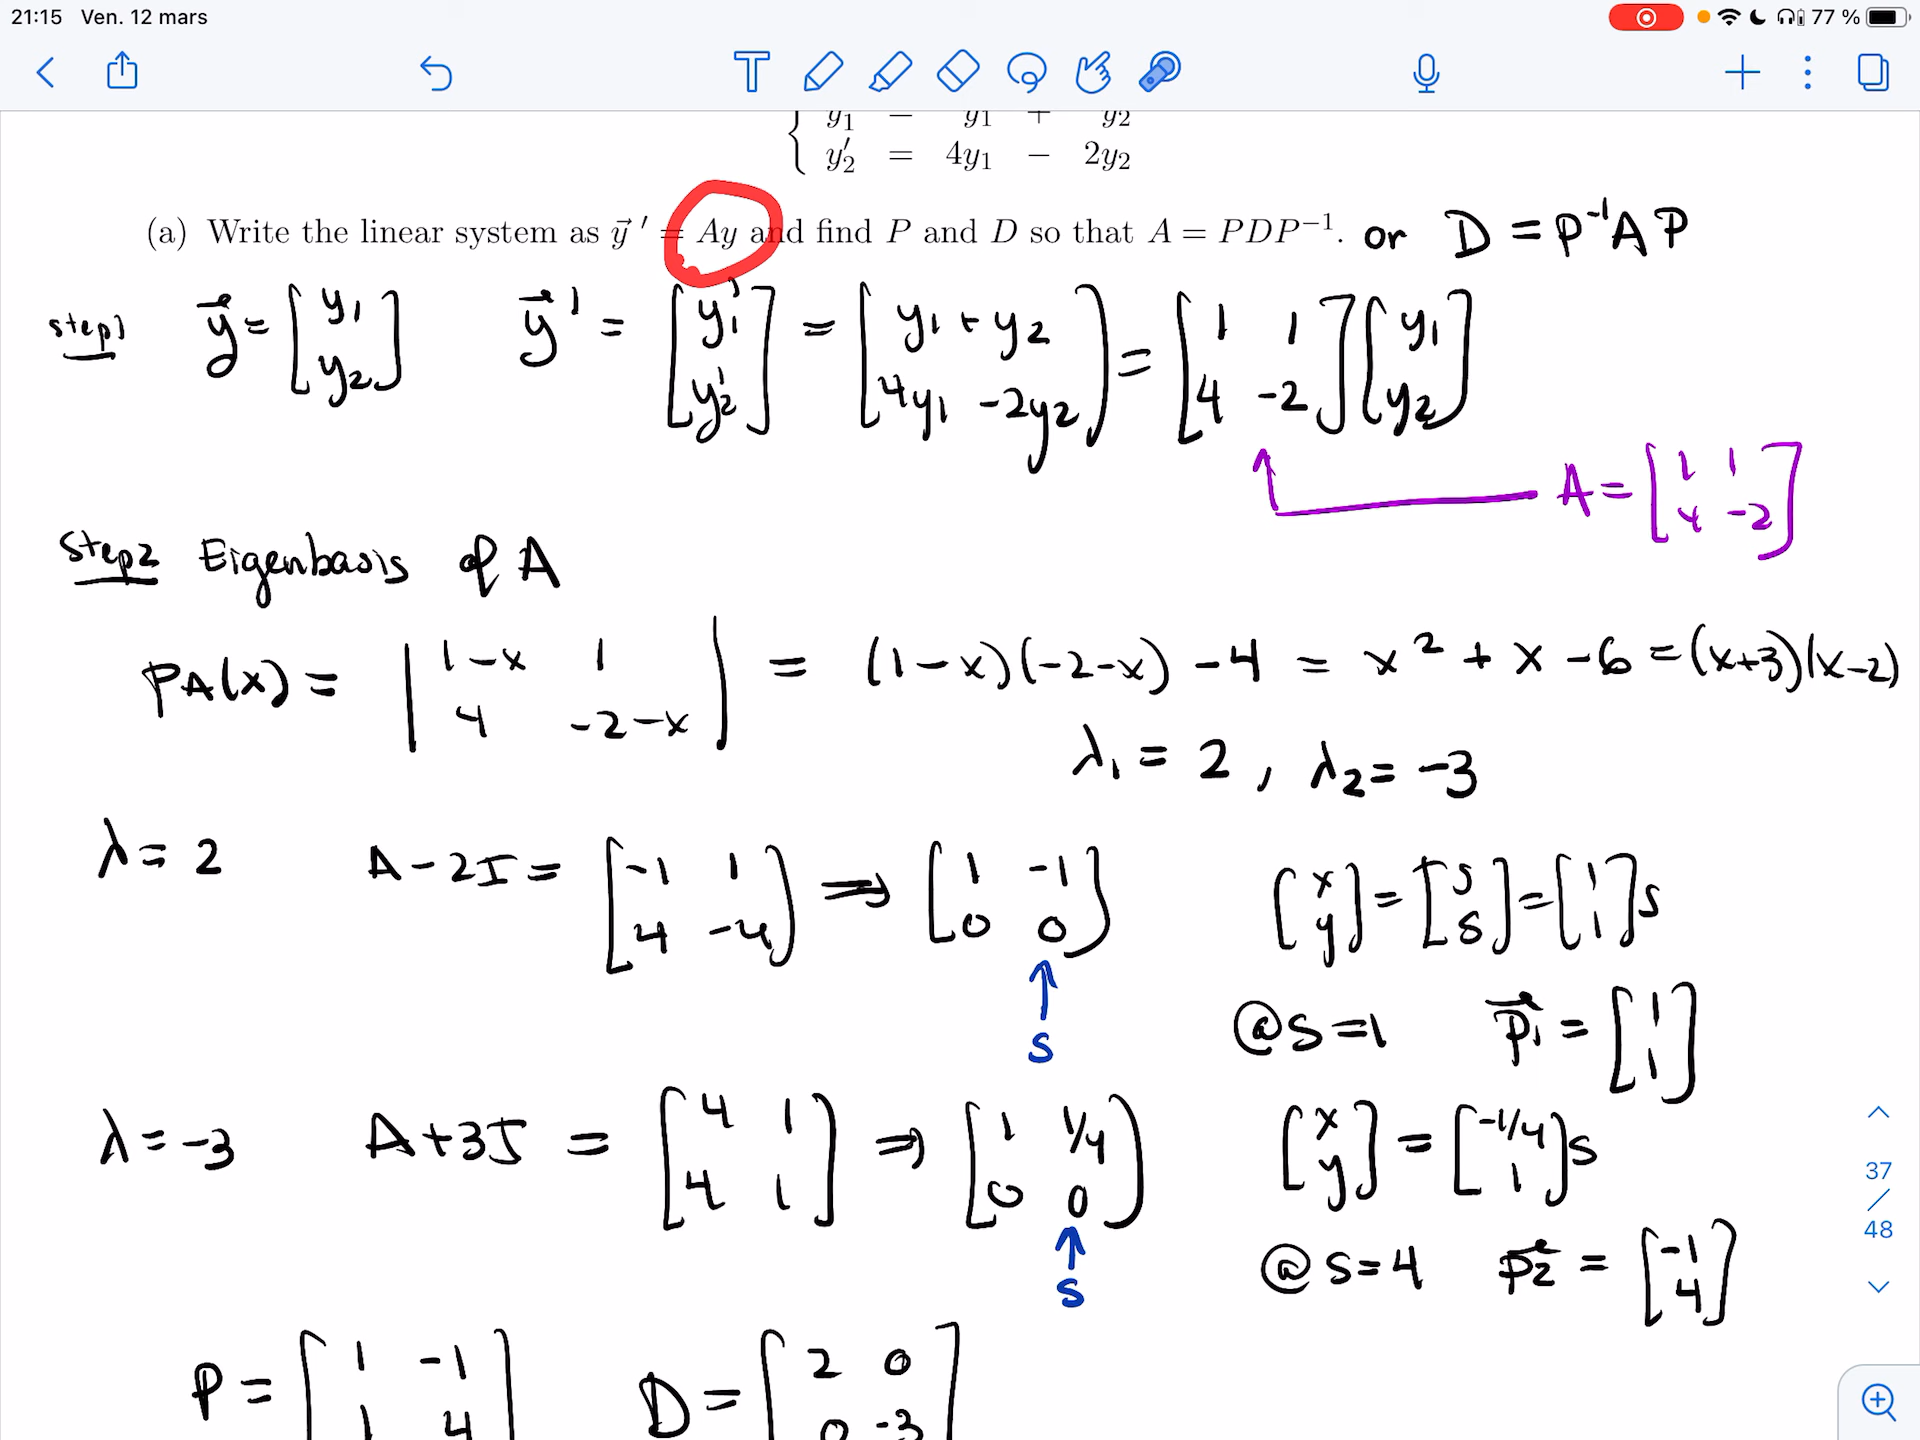 21:15 Ven. 12 mars 77 %
T
y₁′ = y₁ + y₂
y₂′ = 4y₁ − 2y₂
(a) Write the linear system as y⃗ ′ = Ay and find P and D so that A = PDP⁻¹. or D = P⁻¹AP
step1 y⃗ = [y₁; y₂] y⃗ ' = [y₁'; y₂'] = [y₁ + y₂; 4y₁ -2y₂] = [1 1; 4 -2][y₁; y₂]
A = [1 1; 4 -2]
step2 Eigenbasis of A
PA(x) = |1-x 1; 4 -2-x| = (1-x)(-2-x) -4 = x² + x -6 = (x+3)(x-2)
λ₁ = 2, λ₂ = -3
λ = 2 A-2I = [-1 1; 4 -4] ⇒ [1 -1; 0 0] [x; y] = [s; s] = [1; 1]s
s
@s=1 p⃗₁ = [1; 1]
λ = -3 A+3I = [4 1; 4 1] ⇒ [1 1/4; 0 0] [x; y] = [-1/4; 1]s
s
@ s=4 p⃗₂ = [-1; 4]
37
/
48
P = [1 -1; 1 4] D = [2 0; 0 -3]